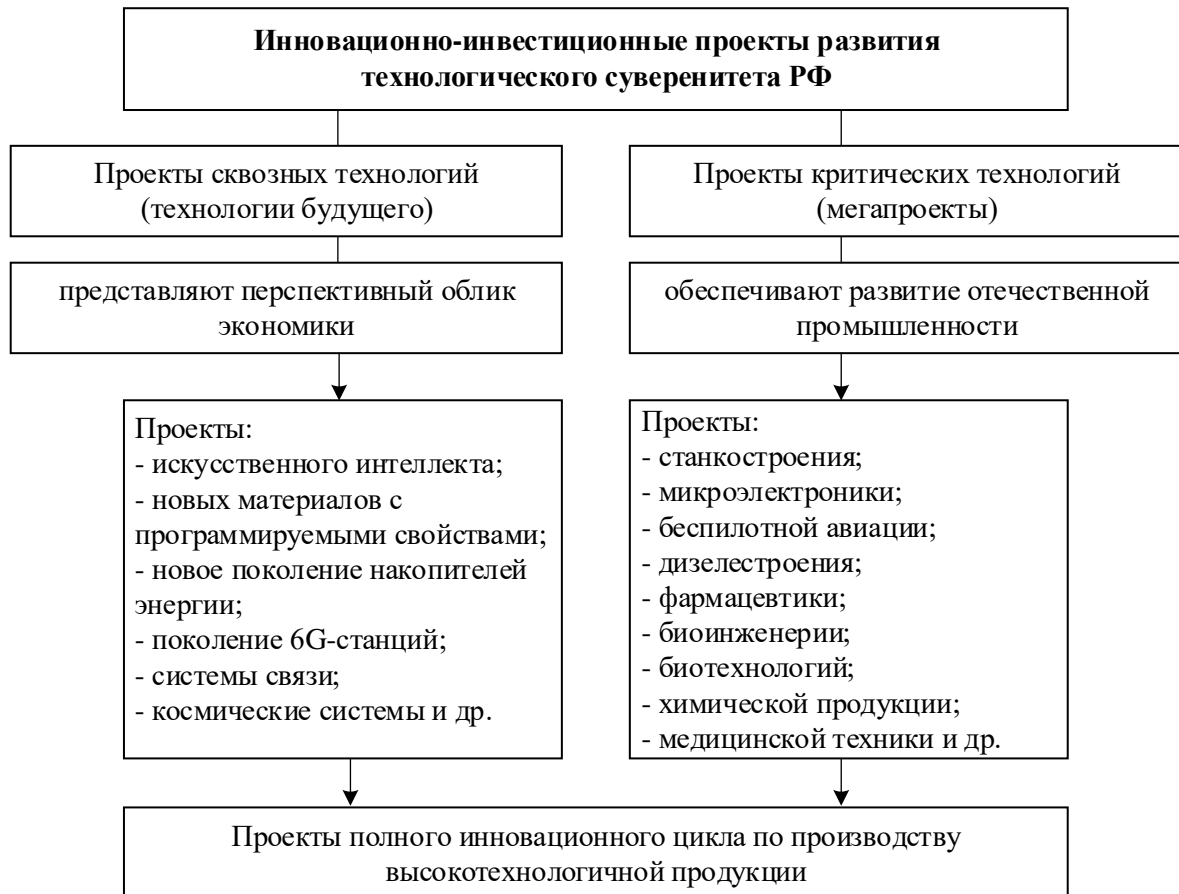 Инновационно-инвестиционные проекты развития
технологического суверенитета РФ
Проекты сквозных технологий
(технологии будущего)
представляют перспективный облик
экономики
Проекты:
- искусственного интеллекта;
- новых материалов с
программируемыми свойствами;
- новое поколение накопителей
энергии;
- поколение 6G-станций;
- системы связи;
- космические системы и др.
Проекты критических технологий
(мегапроекты)
обеспечивают развитие отечественной
промышленности
Проекты:
- станкостроения;
- микроэлектроники;
- беспилотной авиации;
- дизелестроения;
- фармацевтики;
- биоинженерии;
- биотехнологий;
- химической продукции;
- медицинской техники и др.
Проекты полного инновационного цикла по производству
высокотехнологичной продукции